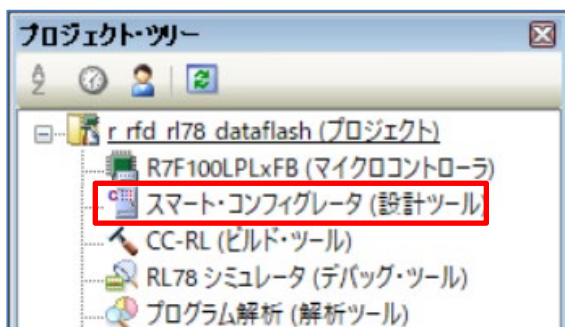 プロジェクト・ツリー
r_rfd_rl78_dataflash (プロジェクト)
R7F100LPLxFB (マイクロコントローラ)
スマート・コンフィグレータ (設計ツール)
CC-RL (ビルド・ツール)
RL78 シミュレータ (デバッグ・ツール)
プログラム解析 (解析ツール)